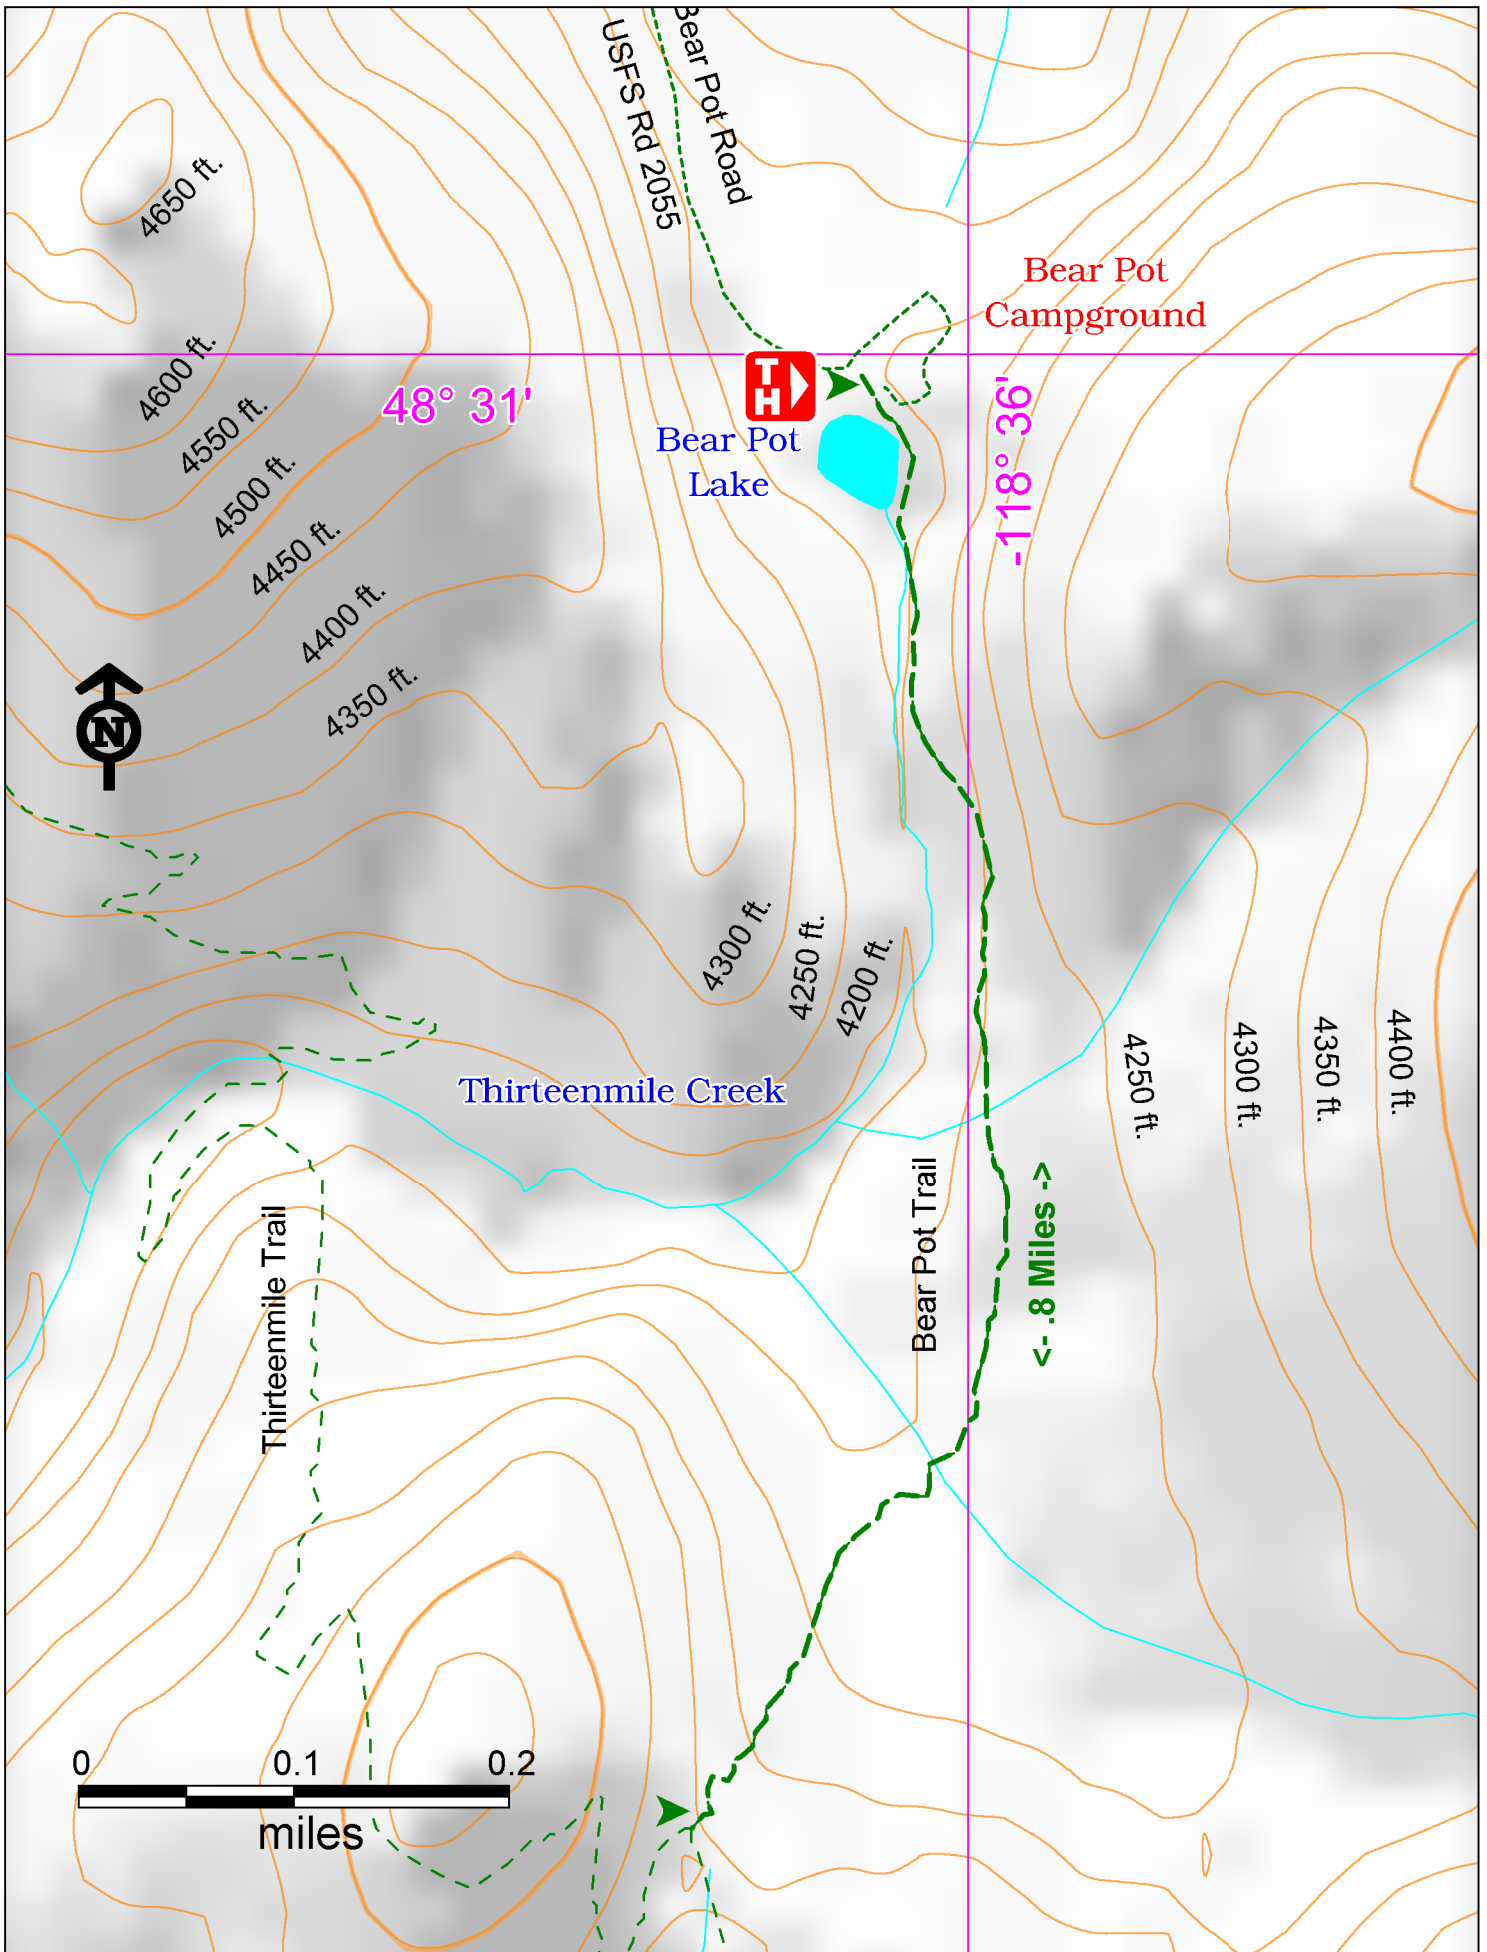 Bear Pot Road
USFS Rd 2055
4650 ft.
Bear Pot
Campground
4600 ft.
T
H
48° 31'
-118° 36'
4550 ft.
Bear Pot
Lake
4500 ft.
4450 ft.
4400 ft.
4350 ft.
N
4300 ft.
4250 ft.
4200 ft.
4250 ft.
4300 ft.
4350 ft.
4400 ft.
Thirteenmile Creek
Bear Pot Trail
<- .8 Miles ->
Thirteenmile Trail
0 0.1 0.2
miles